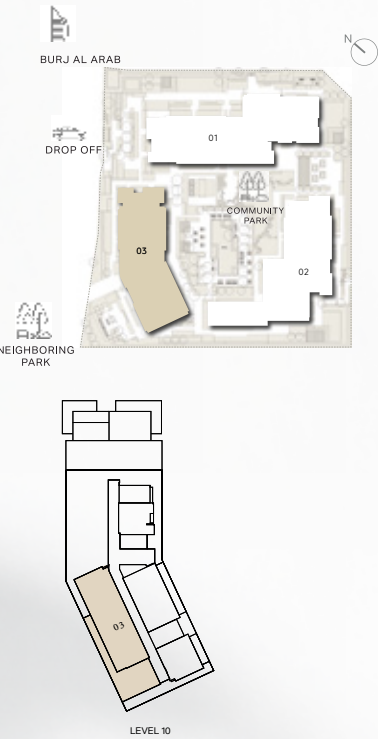 N
BURJ AL ARAB
01
DROP OFF
COMMUNITY
PARK
03
02
NEIGHBORING
PARK
03
LEVEL 10